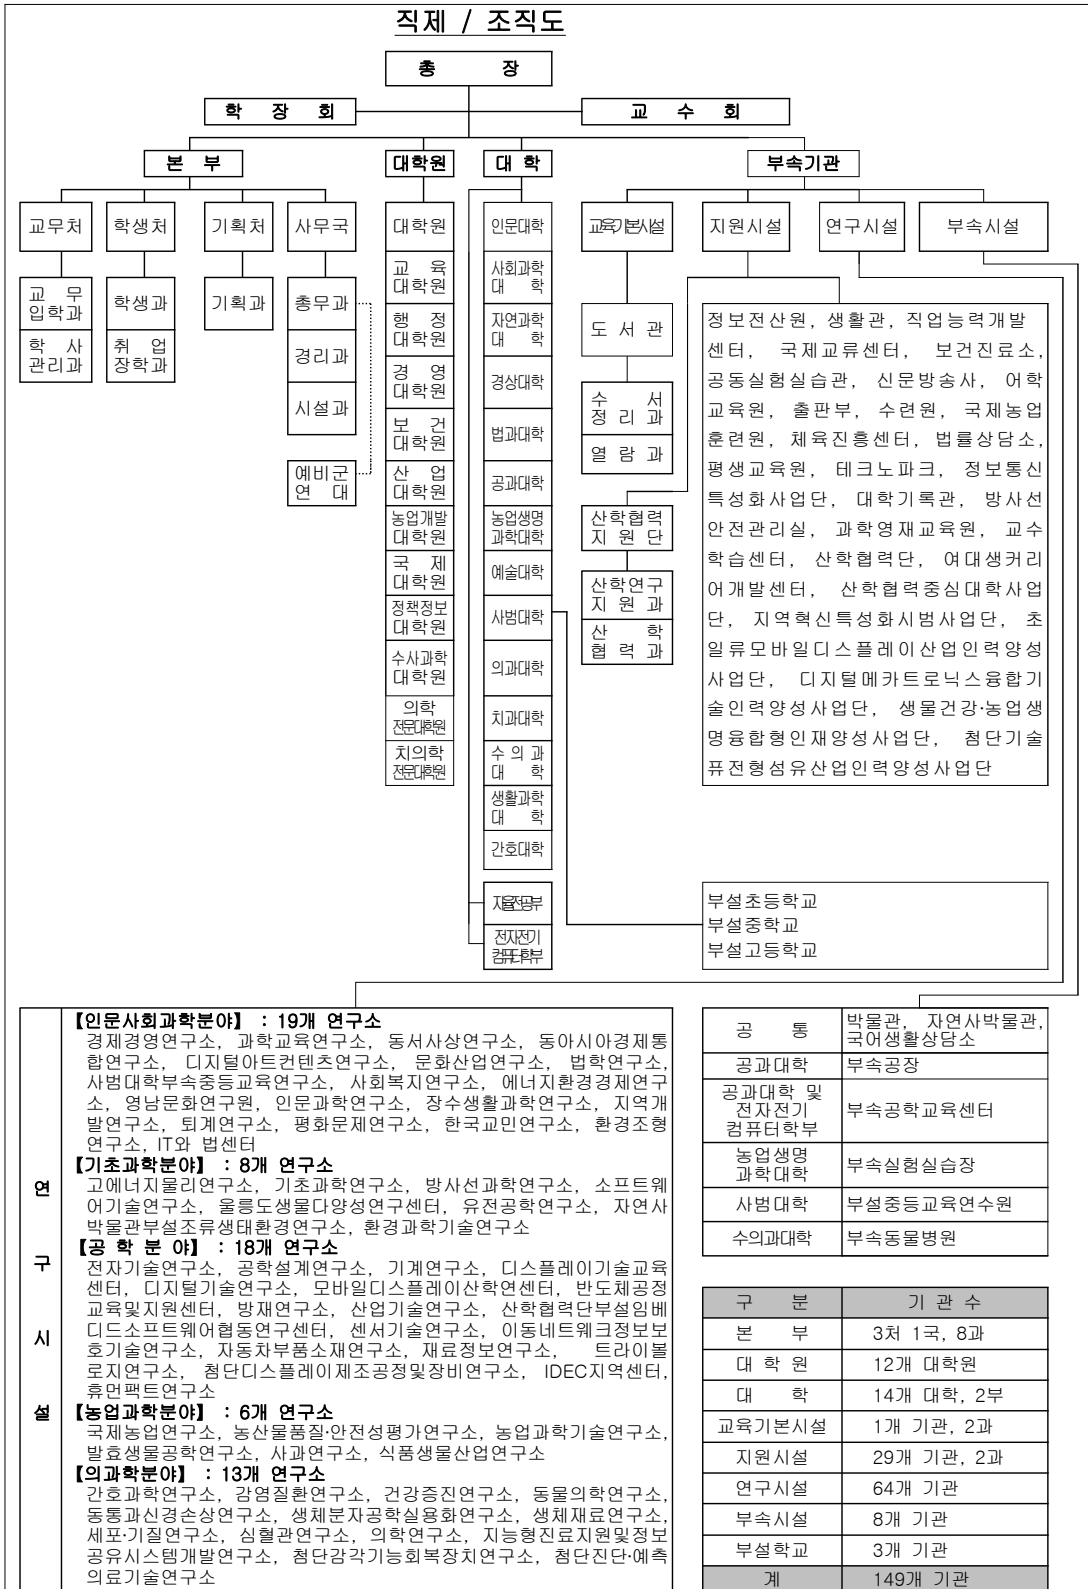 직제 / 조직도
총 장
학 장 회
교 수 회
본 부
대학원
대 학
부속기관
교무처
학생처
기획처
사무국
교 무
입학과
학 사
관리과
학생과
취 업
장학과
기획과
총무과
경리과
시설과
예비군
연 대
대학원
교 육
대학원
행 정
대학원
경 영
대학원
보 건
대학원
산 업
대학원
농업개발
대학원
국 제
대학원
정책정보
대학원
수사과학
대학원
의학
전문대학원
치의학
전문대학원
인문대학
사회과학
대 학
자연과학
대 학
경상대학
법과대학
공과대학
농업생명
과학대학
예술대학
사범대학
의과대학
치과대학
수 의 과
대 학
생활과학
대 학
간호대학
자율전공부
전자전기
컴퓨터학부
교육기본시설
지원시설
연구시설
부속시설
도 서 관
수 서
정 리 과
열 람 과
산학협력
지 원 단
산학연구
지 원 과
산 학
협 력 과
정보전산원, 생활관, 직업능력개발
센터, 국제교류센터, 보건진료소,
공동실험실습관, 신문방송사, 어학
교육원, 출판부, 수련원, 국제농업
훈련원, 체육진흥센터, 법률상담소,
평생교육원, 테크노파크, 정보통신
특성화사업단, 대학기록관, 방사선
안전관리실, 과학영재교육원, 교수
학습센터, 산학협력단, 여대생커리
어개발센터, 산학협력중심대학사업
단, 지역혁신특성화시범사업단, 초
일류모바일디스플레이산업인력양성
사업단, 디지털메카트로닉스융합기
술인력양성사업단, 생물건강·농업생
명융합형인재양성사업단, 첨단기술
퓨전형섬유산업인력양성사업단
부설초등학교
부설중학교
부설고등학교
연
구
시
설
【인문사회과학분야】 : 19개 연구소
경제경영연구소, 과학교육연구소, 동서사상연구소, 동아시아경제통
합연구소, 디지털아트컨텐츠연구소, 문화산업연구소, 법학연구소,
사범대학부속중등교육연구소, 사회복지연구소, 에너지환경경제연구
소, 영남문화연구원, 인문과학연구소, 장수생활과학연구소, 지역개
발연구소, 퇴계연구소, 평화문제연구소, 한국교민연구소, 환경조형
연구소, IT와 법센터
【기초과학분야】 : 8개 연구소
고에너지물리연구소, 기초과학연구소, 방사선과학연구소, 소프트웨
어기술연구소, 울릉도생물다양성연구센터, 유전공학연구소, 자연사
박물관부설조류생태환경연구소, 환경과학기술연구소
【공 학 분 야】 : 18개 연구소
전자기술연구소, 공학설계연구소, 기계연구소, 디스플레이기술교육
센터, 디지털기술연구소, 모바일디스플레이산학연센터, 반도체공정
교육및지원센터, 방재연구소, 산업기술연구소, 산학협력단부설임베
디드소프트웨어협동연구센터, 센서기술연구소, 이동네트워크정보보
호기술연구소, 자동차부품소재연구소, 재료정보연구소, 트라이볼
로지연구소, 첨단디스플레이제조공정및장비연구소, IDEC지역센터,
휴먼팩트연구소
【농업과학분야】 : 6개 연구소
국제농업연구소, 농산물품질·안전성평가연구소, 농업과학기술연구소,
발효생물공학연구소, 사과연구소, 식품생물산업연구소
【의과학분야】 : 13개 연구소
간호과학연구소, 감염질환연구소, 건강증진연구소, 동물의학연구소,
동통과신경손상연구소, 생체분자공학실용화연구소, 생체재료연구소,
세포·기질연구소, 심혈관연구소, 의학연구소, 지능형진료지원및정보
공유시스템개발연구소, 첨단감각기능회복장치연구소, 첨단진단·예측
의료기술연구소
공 통 박물관, 자연사박물관,
국어생활상담소
공과대학 부속공장
공과대학 및
전자전기
컴퓨터학부
부속공학교육센터
농업생명
과학대학
부속실험실습장
사범대학 부설중등교육연수원
수의과대학 부속동물병원
구 분 기 관 수
본 부 3처 1국, 8과
대 학 원 12개 대학원
대 학 14개 대학, 2부
교육기본시설 1개 기관, 2과
지원시설 29개 기관, 2과
연구시설 64개 기관
부속시설 8개 기관
부설학교 3개 기관
계 149개 기관